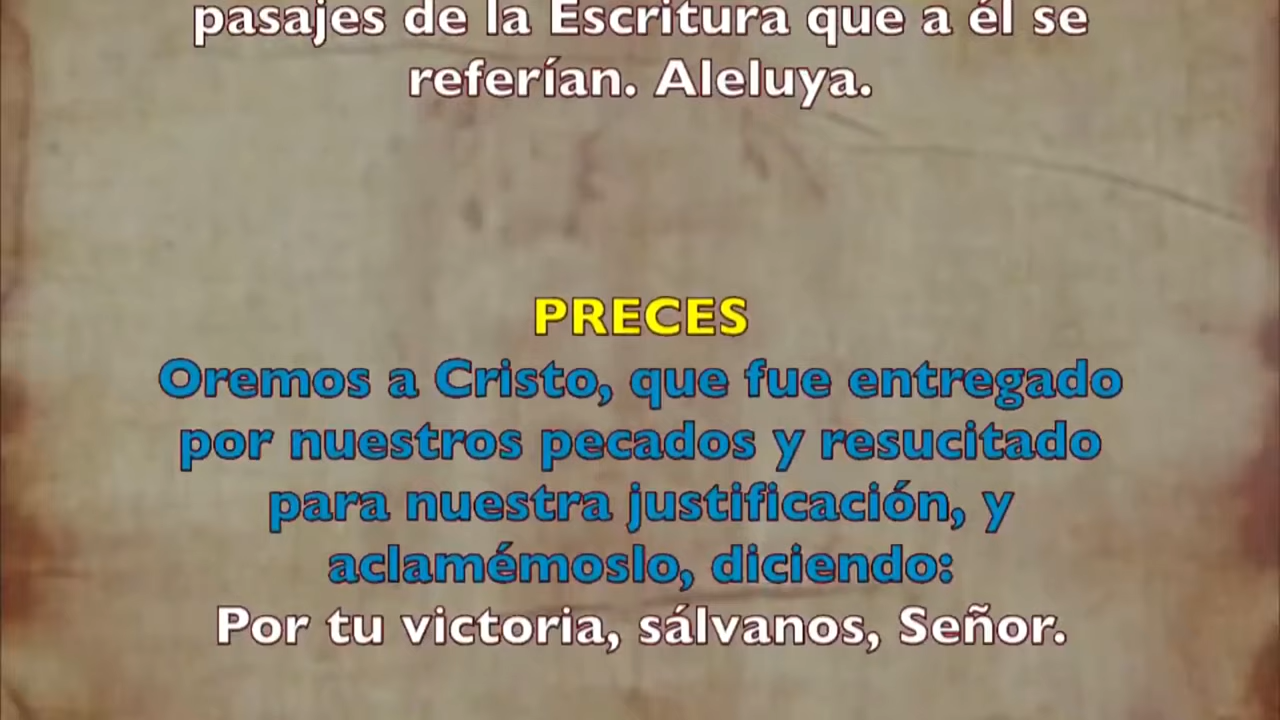 pasajes de la Escritura que a él se
referían. Aleluya.
PRECES
Oremos a Cristo, que fue entregado
por nuestros pecados y resucitado
para nuestra justificación, y
aclamémoslo, diciendo:
Por tu victoria, sálvanos, Señor.